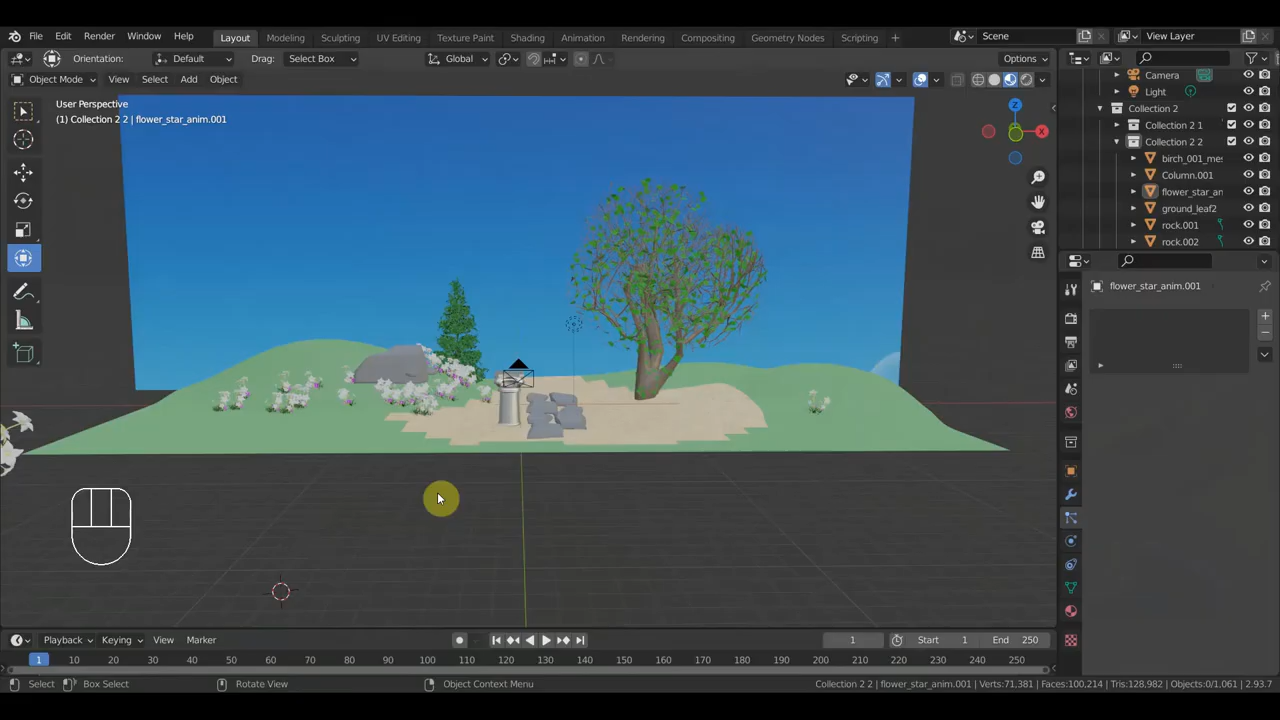 File Edit Render Window Help Layout Modeling Sculpting UV Editing Texture Paint Shading Animation Rendering Compositing Geometry Nodes Scripting + Scene View Layer
Orientation: Default Drag: Select Box Global Options
Object Mode View Select Add Object
User Perspective
(1) Collection 2 2 | flower_star_anim.001
Z
X
Camera
Light
Collection 2
Collection 2 1
Collection 2 2
birch_001_mes
Column.001
flower_star_an
ground_leaf2
rock.001
rock.002
flower_star_anim.001
Playback Keying View Marker 1 Start 1 End 250
1 10 20 30 40 50 60 70 80 90 100 110 120 130 140 150 160 170 180 190 200 210 220 230 240 250
Select Box Select Rotate View Object Context Menu Collection 2 2 | flower_star_anim.001 | Verts:71,381 | Faces:100,214 | Tris:128,982 | Objects:0/1,061 | 2.93.7